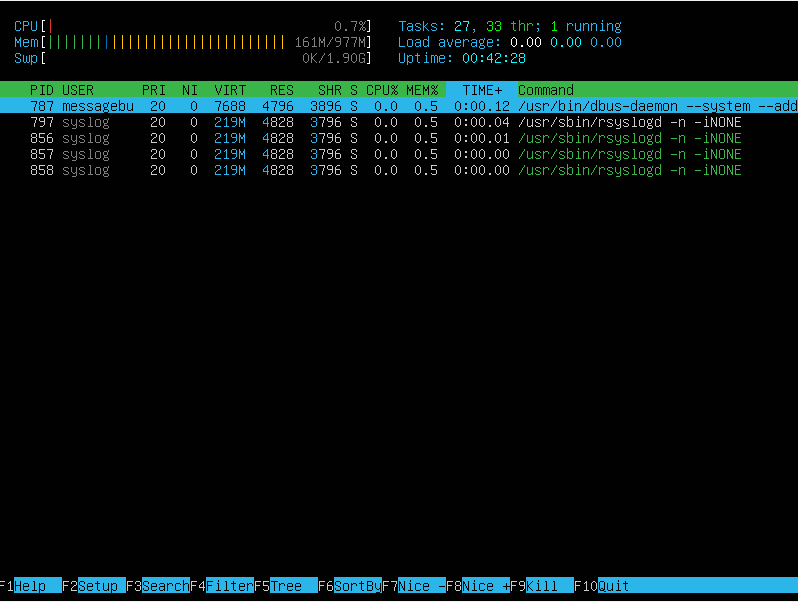 CPU[| 0.7%] Tasks: 27, 33 thr; 1 running
Mem[|||||||||||||||||||||||||||||| 161M/977M] Load average: 0.00 0.00 0.00
Swp[ 0K/1.90G] Uptime: 00:42:28
PID USER PRI NI VIRT RES SHR S CPU% MEM% TIME+ Command
787 messagebu 20 0 7688 4796 3896 S 0.0 0.5 0:00.12 /usr/bin/dbus-daemon --system --add
797 syslog 20 0 219M 4828 3796 S 0.0 0.5 0:00.04 /usr/sbin/rsyslogd -n -iNONE
856 syslog 20 0 219M 4828 3796 S 0.0 0.5 0:00.01 /usr/sbin/rsyslogd -n -iNONE
857 syslog 20 0 219M 4828 3796 S 0.0 0.5 0:00.00 /usr/sbin/rsyslogd -n -iNONE
858 syslog 20 0 219M 4828 3796 S 0.0 0.5 0:00.00 /usr/sbin/rsyslogd -n -iNONE
F1Help F2Setup F3SearchF4FilterF5Tree F6SortByF7Nice -F8Nice +F9Kill F10Quit